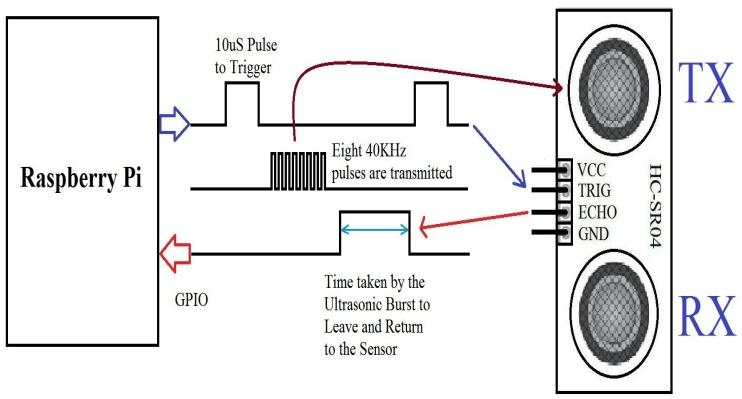 10uS Pulse
to Trigger
TX
Eight 40KHz
pulses are transmitted
Raspberry Pi
VCC
TRIG
ECHO
GND
HC-SR04
GPIO
Time taken by the
Ultrasonic Burst to
Leave and Return
to the Sensor
RX